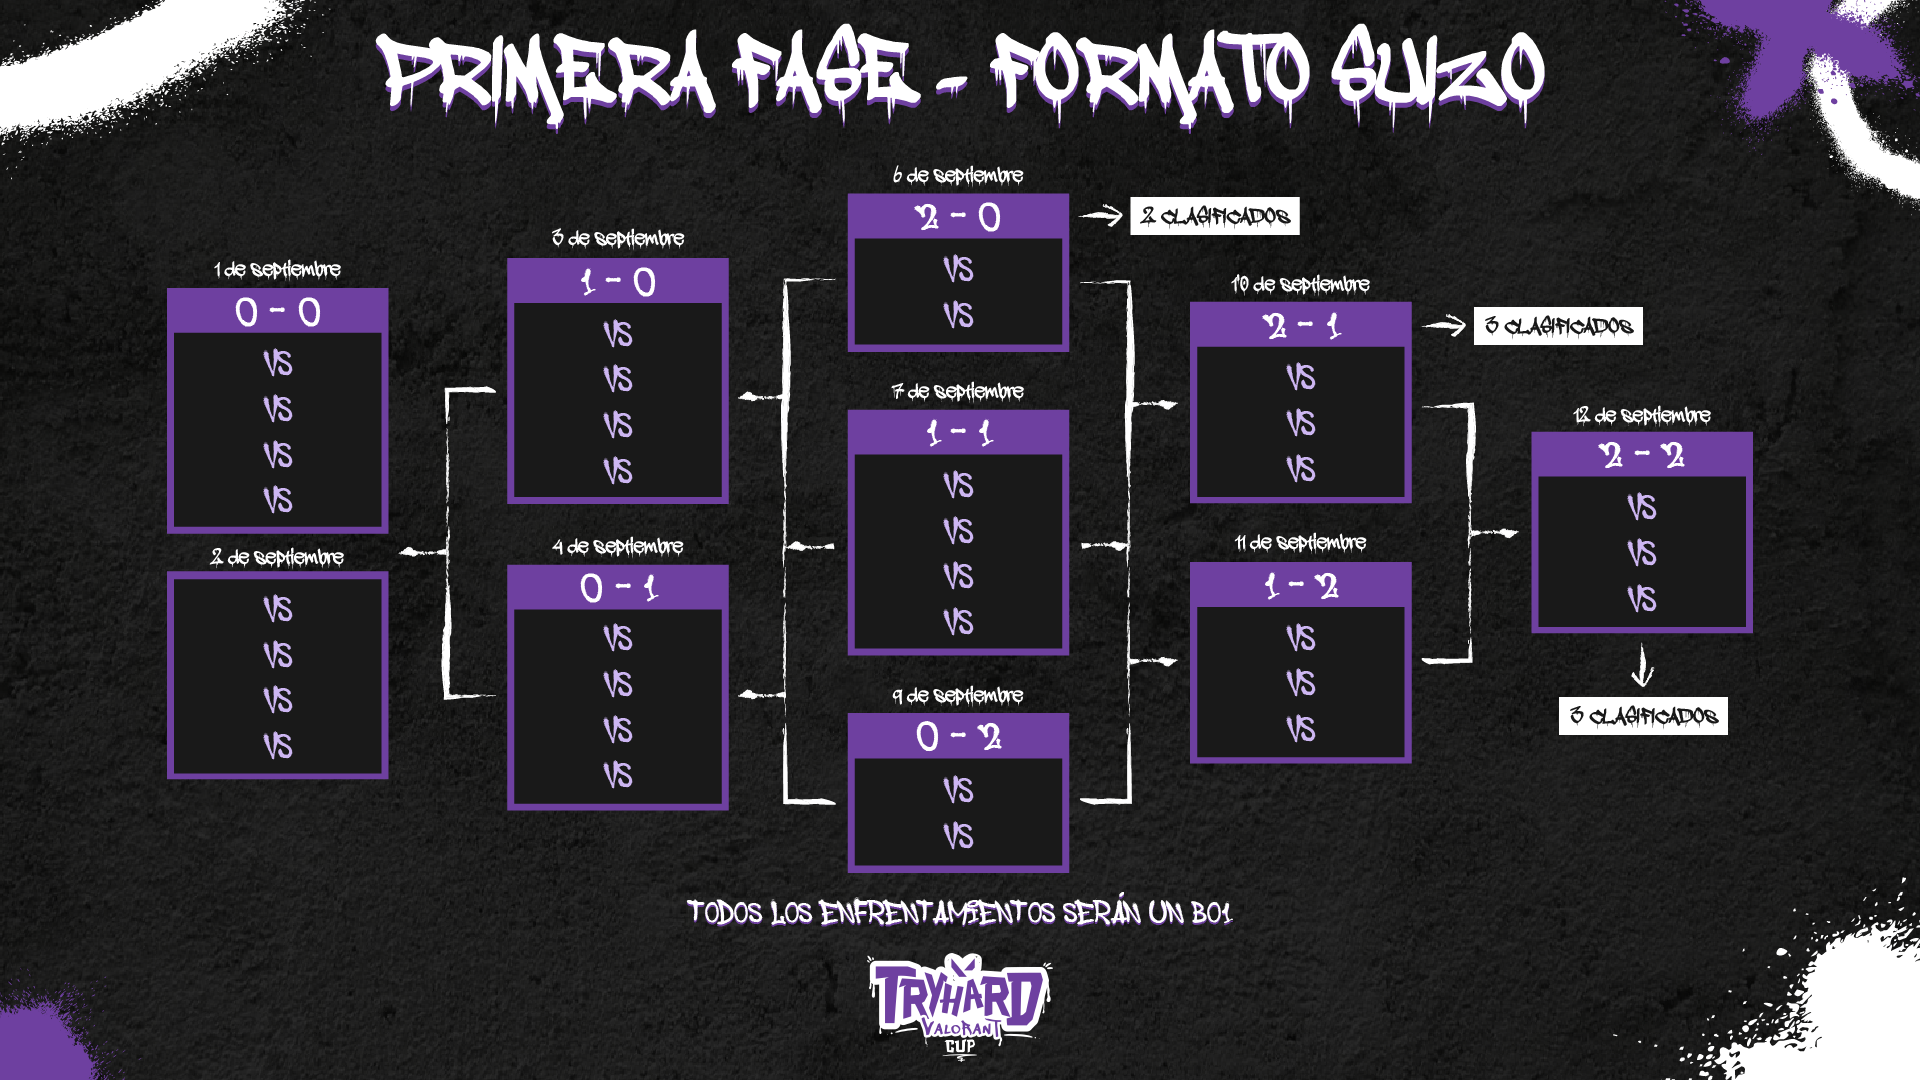 PRIMERA FASE - FORMATO SUIZO
1 de septiembre
0 - 0
VS
VS
VS
VS
2 de septiembre
VS
VS
VS
VS
3 de septiembre
1 - 0
VS
VS
VS
VS
4 de septiembre
0 - 1
VS
VS
VS
VS
6 de septiembre
2 - 0
VS
VS
2 CLASIFICADOS
7 de septiembre
1 - 1
VS
VS
VS
VS
9 de septiembre
0 - 2
VS
VS
10 de septiembre
2 - 1
VS
VS
VS
3 CLASIFICADOS
11 de septiembre
1 - 2
VS
VS
VS
12 de septiembre
2 - 2
VS
VS
VS
3 CLASIFICADOS
TODOS LOS ENFRENTAMIENTOS SERÁN UN BO1
TRYHARD
VALORANT
CUP